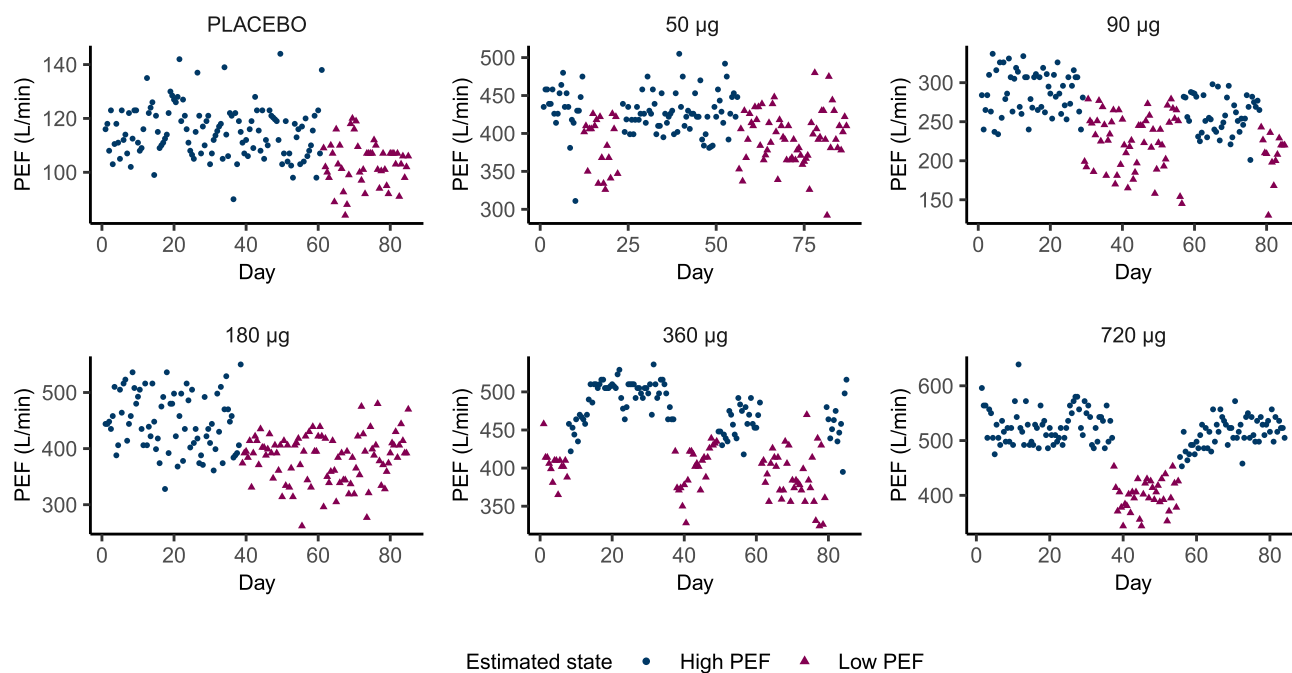 PLACEBO
50 µg
90 µg
140
120
100
PEF (L/min)
0
20
40
60
80
Day
500
450
400
350
300
PEF (L/min)
0
25
50
75
Day
300
250
200
150
PEF (L/min)
0
20
40
60
80
Day
180 µg
360 µg
720 µg
500
400
300
PEF (L/min)
0
20
40
60
80
Day
500
450
400
350
PEF (L/min)
0
20
40
60
80
Day
600
500
400
PEF (L/min)
0
20
40
60
80
Day
Estimated state High PEF Low PEF